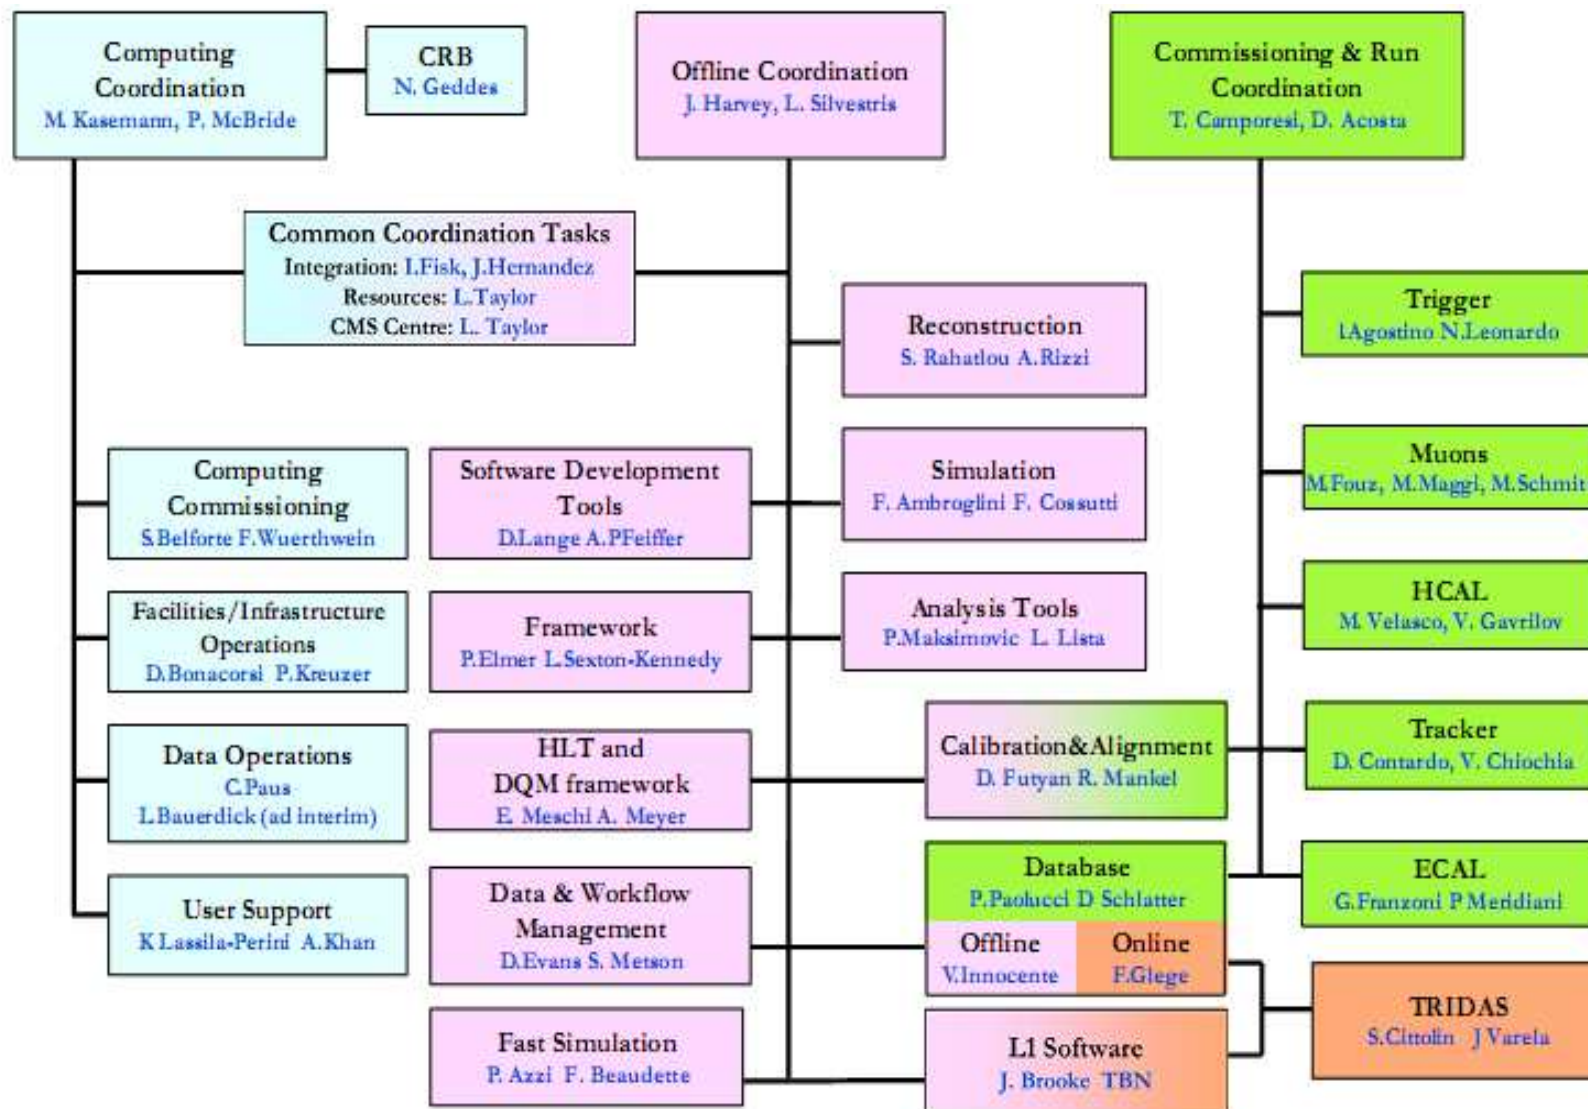 Computing
Coordination
M. Kasemann, P. McBride
CRB
N. Geddes
Offline Coordination
J. Harvey, L. Silvestris
Commissioning & Run
Coordination
T. Camporesi, D. Acosta
Common Coordination Tasks
Integration: I.Fisk, J.Hernandez
Resources: L.Taylor
CMS Centre: L. Taylor
Reconstruction
S. Rahatlou A.Rizzi
Trigger
l.Agostino N.Leonardo
Computing
Commissioning
S.Belforte F.Wuerthwein
Software Development
Tools
D.Lange A.PFeiffer
Simulation
F. Ambroglini F. Cossutti
Muons
M.Fouz, M.Maggi, M.Schmit
Facilities/Infrastructure
Operations
D.Bonacorsi P.Kreuzer
Framework
P.Elmer L.Sexton-Kennedy
Analysis Tools
P.Maksimovic L. Lista
HCAL
M. Velasco, V. Gavrilov
Data Operations
C.Paus
L.Bauerdick (ad interim)
HLT and
DQM framework
E. Meschi A. Meyer
Calibration&Alignment
D. Futyan R. Mankel
Tracker
D. Contardo, V. Chiochia
User Support
K Lassila-Perini A.Khan
Data & Workflow
Management
D.Evans S. Metson
Database
P.Paolucci D Schlatter
Offline
V.Innocente
Online
F.Glege
ECAL
G.Franzoni P Meridiani
Fast Simulation
P. Azzi F. Beaudette
L1 Software
J. Brooke TBN
TRIDAS
S.Cittolin J Varela